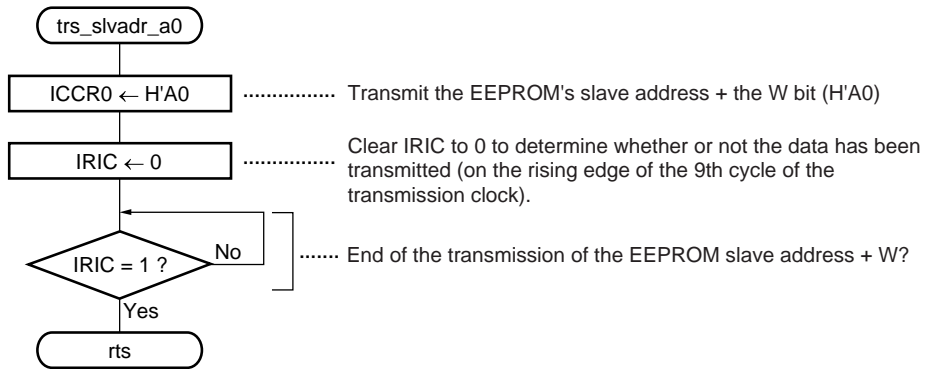 trs_slvadr_a0
ICCR0 ← H'A0
Transmit the EEPROM's slave address + the W bit (H'A0)
IRIC ← 0
Clear IRIC to 0 to determine whether or not the data has been
transmitted (on the rising edge of the 9th cycle of the
transmission clock).
IRIC = 1 ?
No
End of the transmission of the EEPROM slave address + W?
Yes
rts